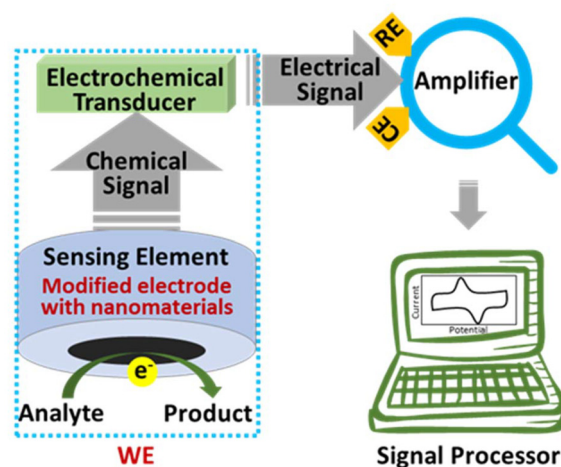 Electrochemical
Transducer
Electrical
Signal
RE
CE
Amplifier
Chemical
Signal
Sensing Element
Modified electrode
with nanomaterials
e⁻
Analyte
Product
WE
Current
Potential
Signal Processor